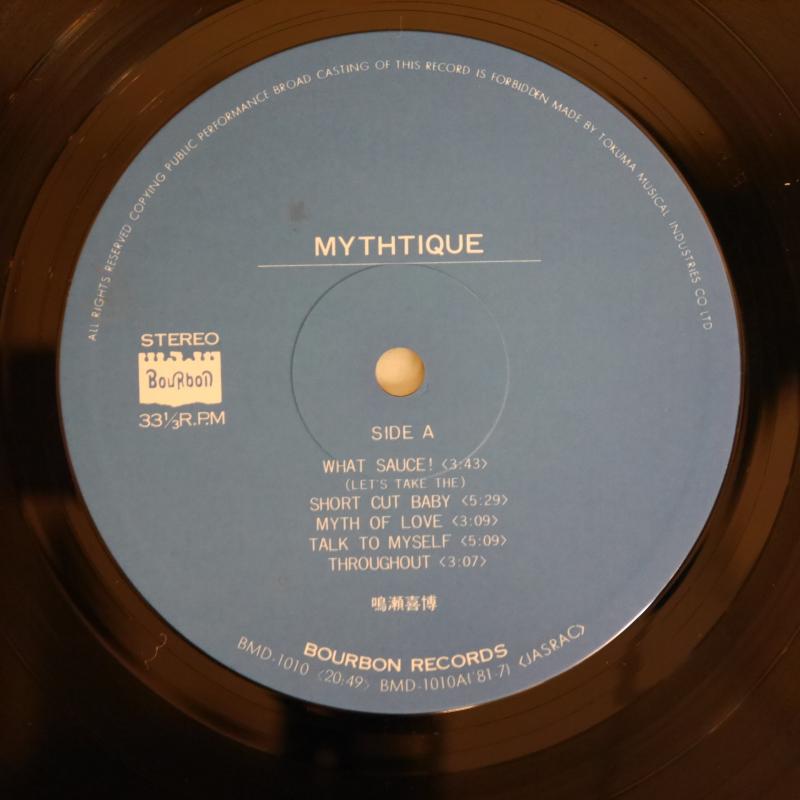 ALL RIGHTS RESERVED COPYING PUBLIC PERFORMANCE BROAD CASTING OF THIS RECORD IS FORBIDDEN MADE BY TOKUMA MUSICAL INDUSTRIES CO LTD
MYTHTIQUE
STEREO
BouRbon
33⅓R.P.M
SIDE A
WHAT SAUCE! <3:43>
(LET'S TAKE THE)
SHORT CUT BABY <5:29>
MYTH OF LOVE <3:09>
TALK TO MYSELF <5:09>
THROUGHOUT <3:07>
鳴瀬喜博
BOURBON RECORDS
BMD-1010 <20:49> BMD-1010A('81-7) <JASRAC>